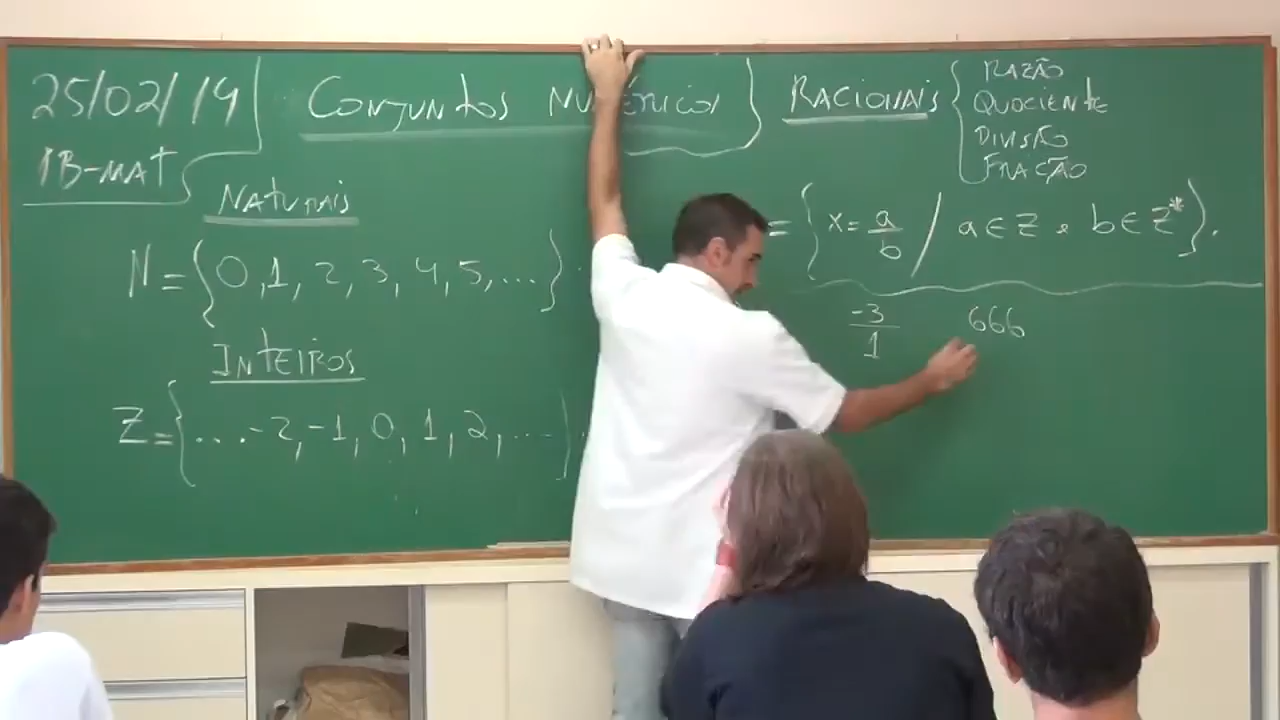 25/02/19
1B-MAT
CONJUNTOS NUMÉRICOS
NATURAIS
N = {0, 1, 2, 3, 4, 5, ...}.
INTEIROS
Z = {... -2, -1, 0, 1, 2, ...}.
RACIONAIS
RAZÃO
QUOCIENTE
DIVISÃO
FRAÇÃO
= {x = a/b / a ∈ Z e b ∈ Z*}.
-3/1
666